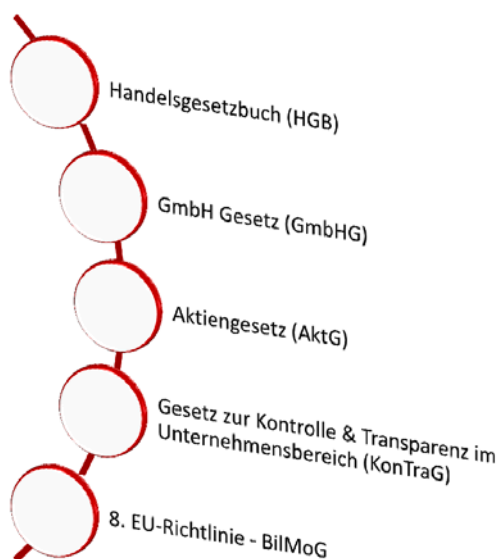 Handelsgesetzbuch (HGB)
GmbH Gesetz (GmbHG)
Aktiengesetz (AktG)
Gesetz zur Kontrolle & Transparenz im
Unternehmensbereich (KonTraG)
8. EU-Richtlinie - BilMoG